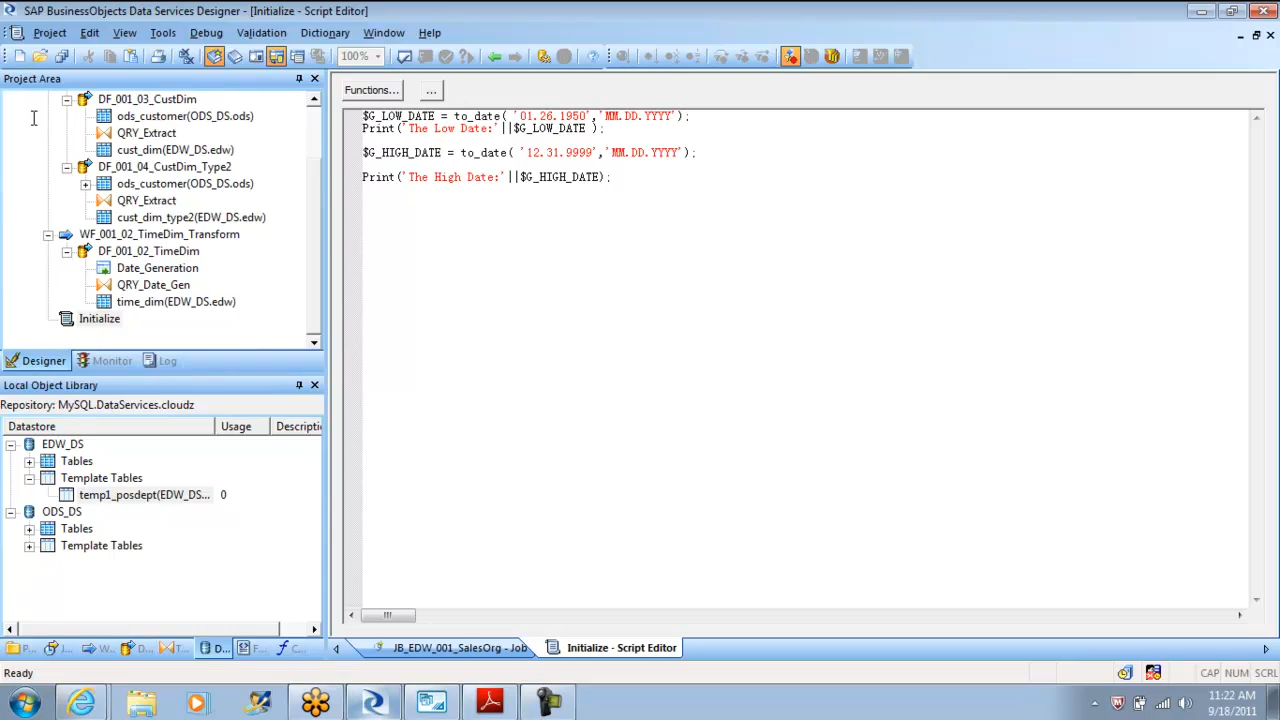 SAP BusinessObjects Data Services Designer - [Initialize - Script Editor]
Project Edit View Tools Debug Validation Dictionary Window Help
100%
Project Area
DF_001_03_CustDim
ods_customer(ODS_DS.ods)
QRY_Extract
cust_dim(EDW_DS.edw)
DF_001_04_CustDim_Type2
ods_customer(ODS_DS.ods)
QRY_Extract
cust_dim_type2(EDW_DS.edw)
WF_001_02_TimeDim_Transform
DF_001_02_TimeDim
Date_Generation
QRY_Date_Gen
time_dim(EDW_DS.edw)
Initialize
Designer Monitor Log
Local Object Library
Repository: MySQL.DataServices.cloudz
Datastore Usage Descriptio
EDW_DS
Tables
Template Tables
temp1_posdept(EDW_DS... 0
ODS_DS
Tables
Template Tables
P... J... W... D... T... D... F... C...
Functions... ...
$G_LOW_DATE = to_date( '01.26.1950','MM.DD.YYYY');
Print('The Low Date:'||$G_LOW_DATE );
$G_HIGH_DATE = to_date( '12.31.9999','MM.DD.YYYY');
Print('The High Date:'||$G_HIGH_DATE);
JB_EDW_001_SalesOrg - Job Initialize - Script Editor
Ready CAP NUM SCRL
11:22 AM
9/18/2011